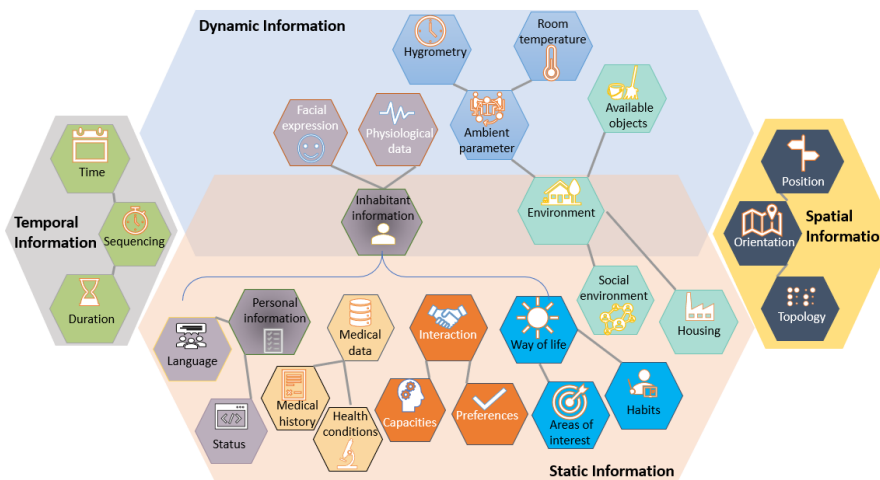 Dynamic Information
Hygrometry
Room
temperature
Facial
expression
Physiological
data
Ambient
parameter
Available
objects
Time
Temporal
Information
Sequencing
Duration
Inhabitant
information
Environment
Position
Spatial
Information
Orientation
Topology
Language
Personal
information
Medical
data
Interaction
Way of life
Social
environment
Housing
Status
</>
Medical
history
Health
conditions
Capacities
Preferences
Areas of
interest
Habits
Static Information